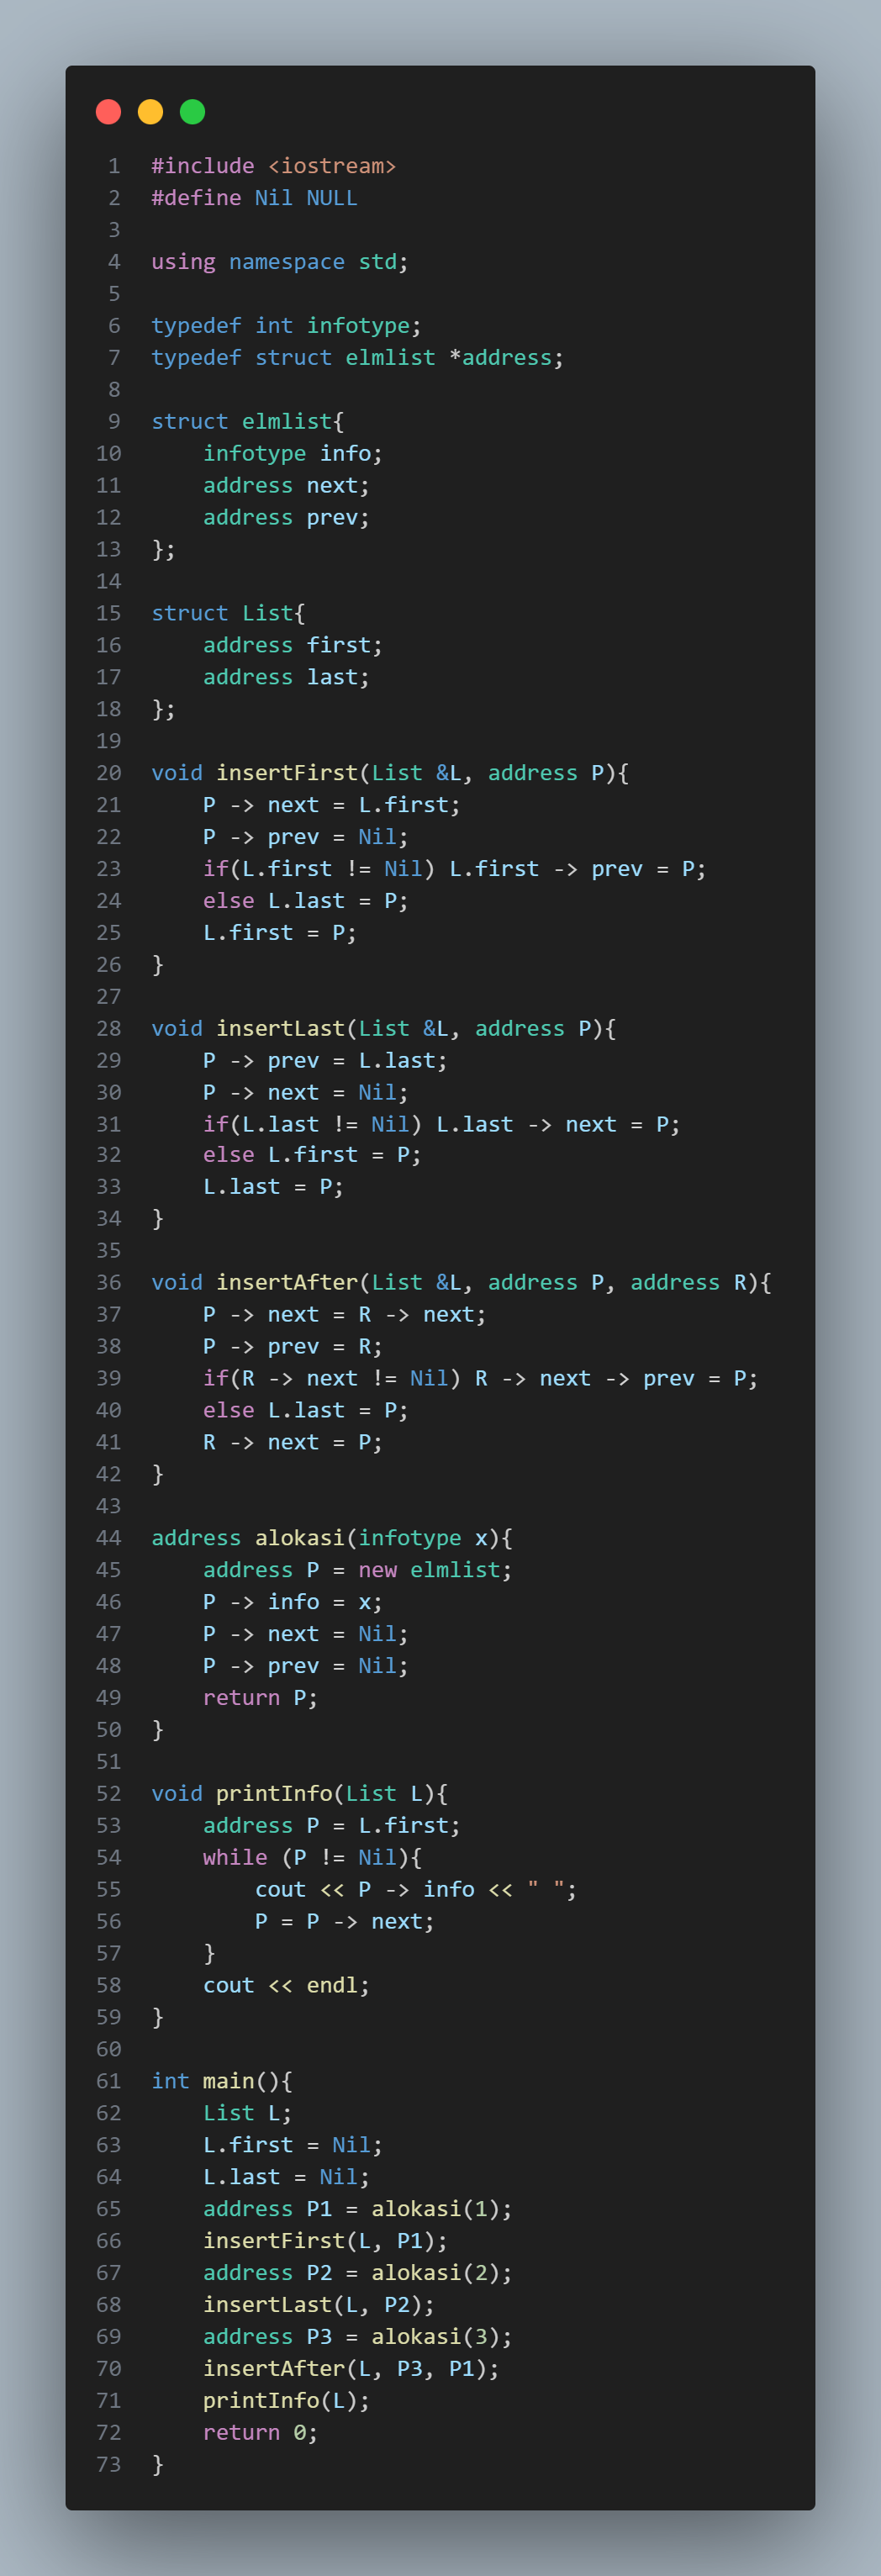 1 #include <iostream>
2 #define Nil NULL
3
4 using namespace std;
5
6 typedef int infotype;
7 typedef struct elmlist *address;
8
9 struct elmlist{
10     infotype info;
11     address next;
12     address prev;
13 };
14
15 struct List{
16     address first;
17     address last;
18 };
19
20 void insertFirst(List &L, address P){
21     P -> next = L.first;
22     P -> prev = Nil;
23     if(L.first != Nil) L.first -> prev = P;
24     else L.last = P;
25     L.first = P;
26 }
27
28 void insertLast(List &L, address P){
29     P -> prev = L.last;
30     P -> next = Nil;
31     if(L.last != Nil) L.last -> next = P;
32     else L.first = P;
33     L.last = P;
34 }
35
36 void insertAfter(List &L, address P, address R){
37     P -> next = R -> next;
38     P -> prev = R;
39     if(R -> next != Nil) R -> next -> prev = P;
40     else L.last = P;
41     R -> next = P;
42 }
43
44 address alokasi(infotype x){
45     address P = new elmlist;
46     P -> info = x;
47     P -> next = Nil;
48     P -> prev = Nil;
49     return P;
50 }
51
52 void printInfo(List L){
53     address P = L.first;
54     while (P != Nil){
55         cout << P -> info << " ";
56         P = P -> next;
57     }
58     cout << endl;
59 }
60
61 int main(){
62     List L;
63     L.first = Nil;
64     L.last = Nil;
65     address P1 = alokasi(1);
66     insertFirst(L, P1);
67     address P2 = alokasi(2);
68     insertLast(L, P2);
69     address P3 = alokasi(3);
70     insertAfter(L, P3, P1);
71     printInfo(L);
72     return 0;
73 }